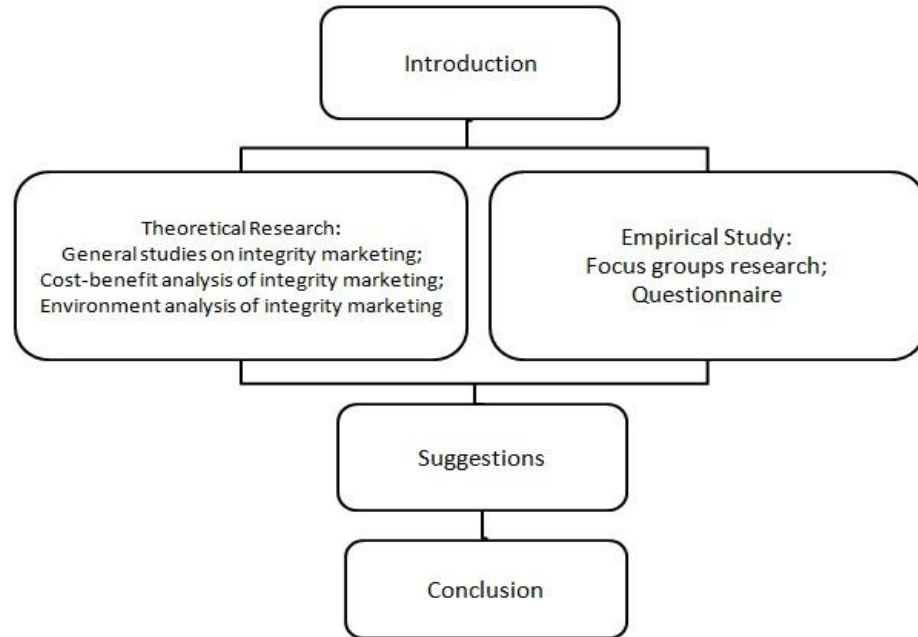 Introduction
Theoretical Research:
General studies on integrity marketing;
Cost-benefit analysis of integrity marketing;
Environment analysis of integrity marketing
Empirical Study:
Focus groups research;
Questionnaire
Suggestions
Conclusion